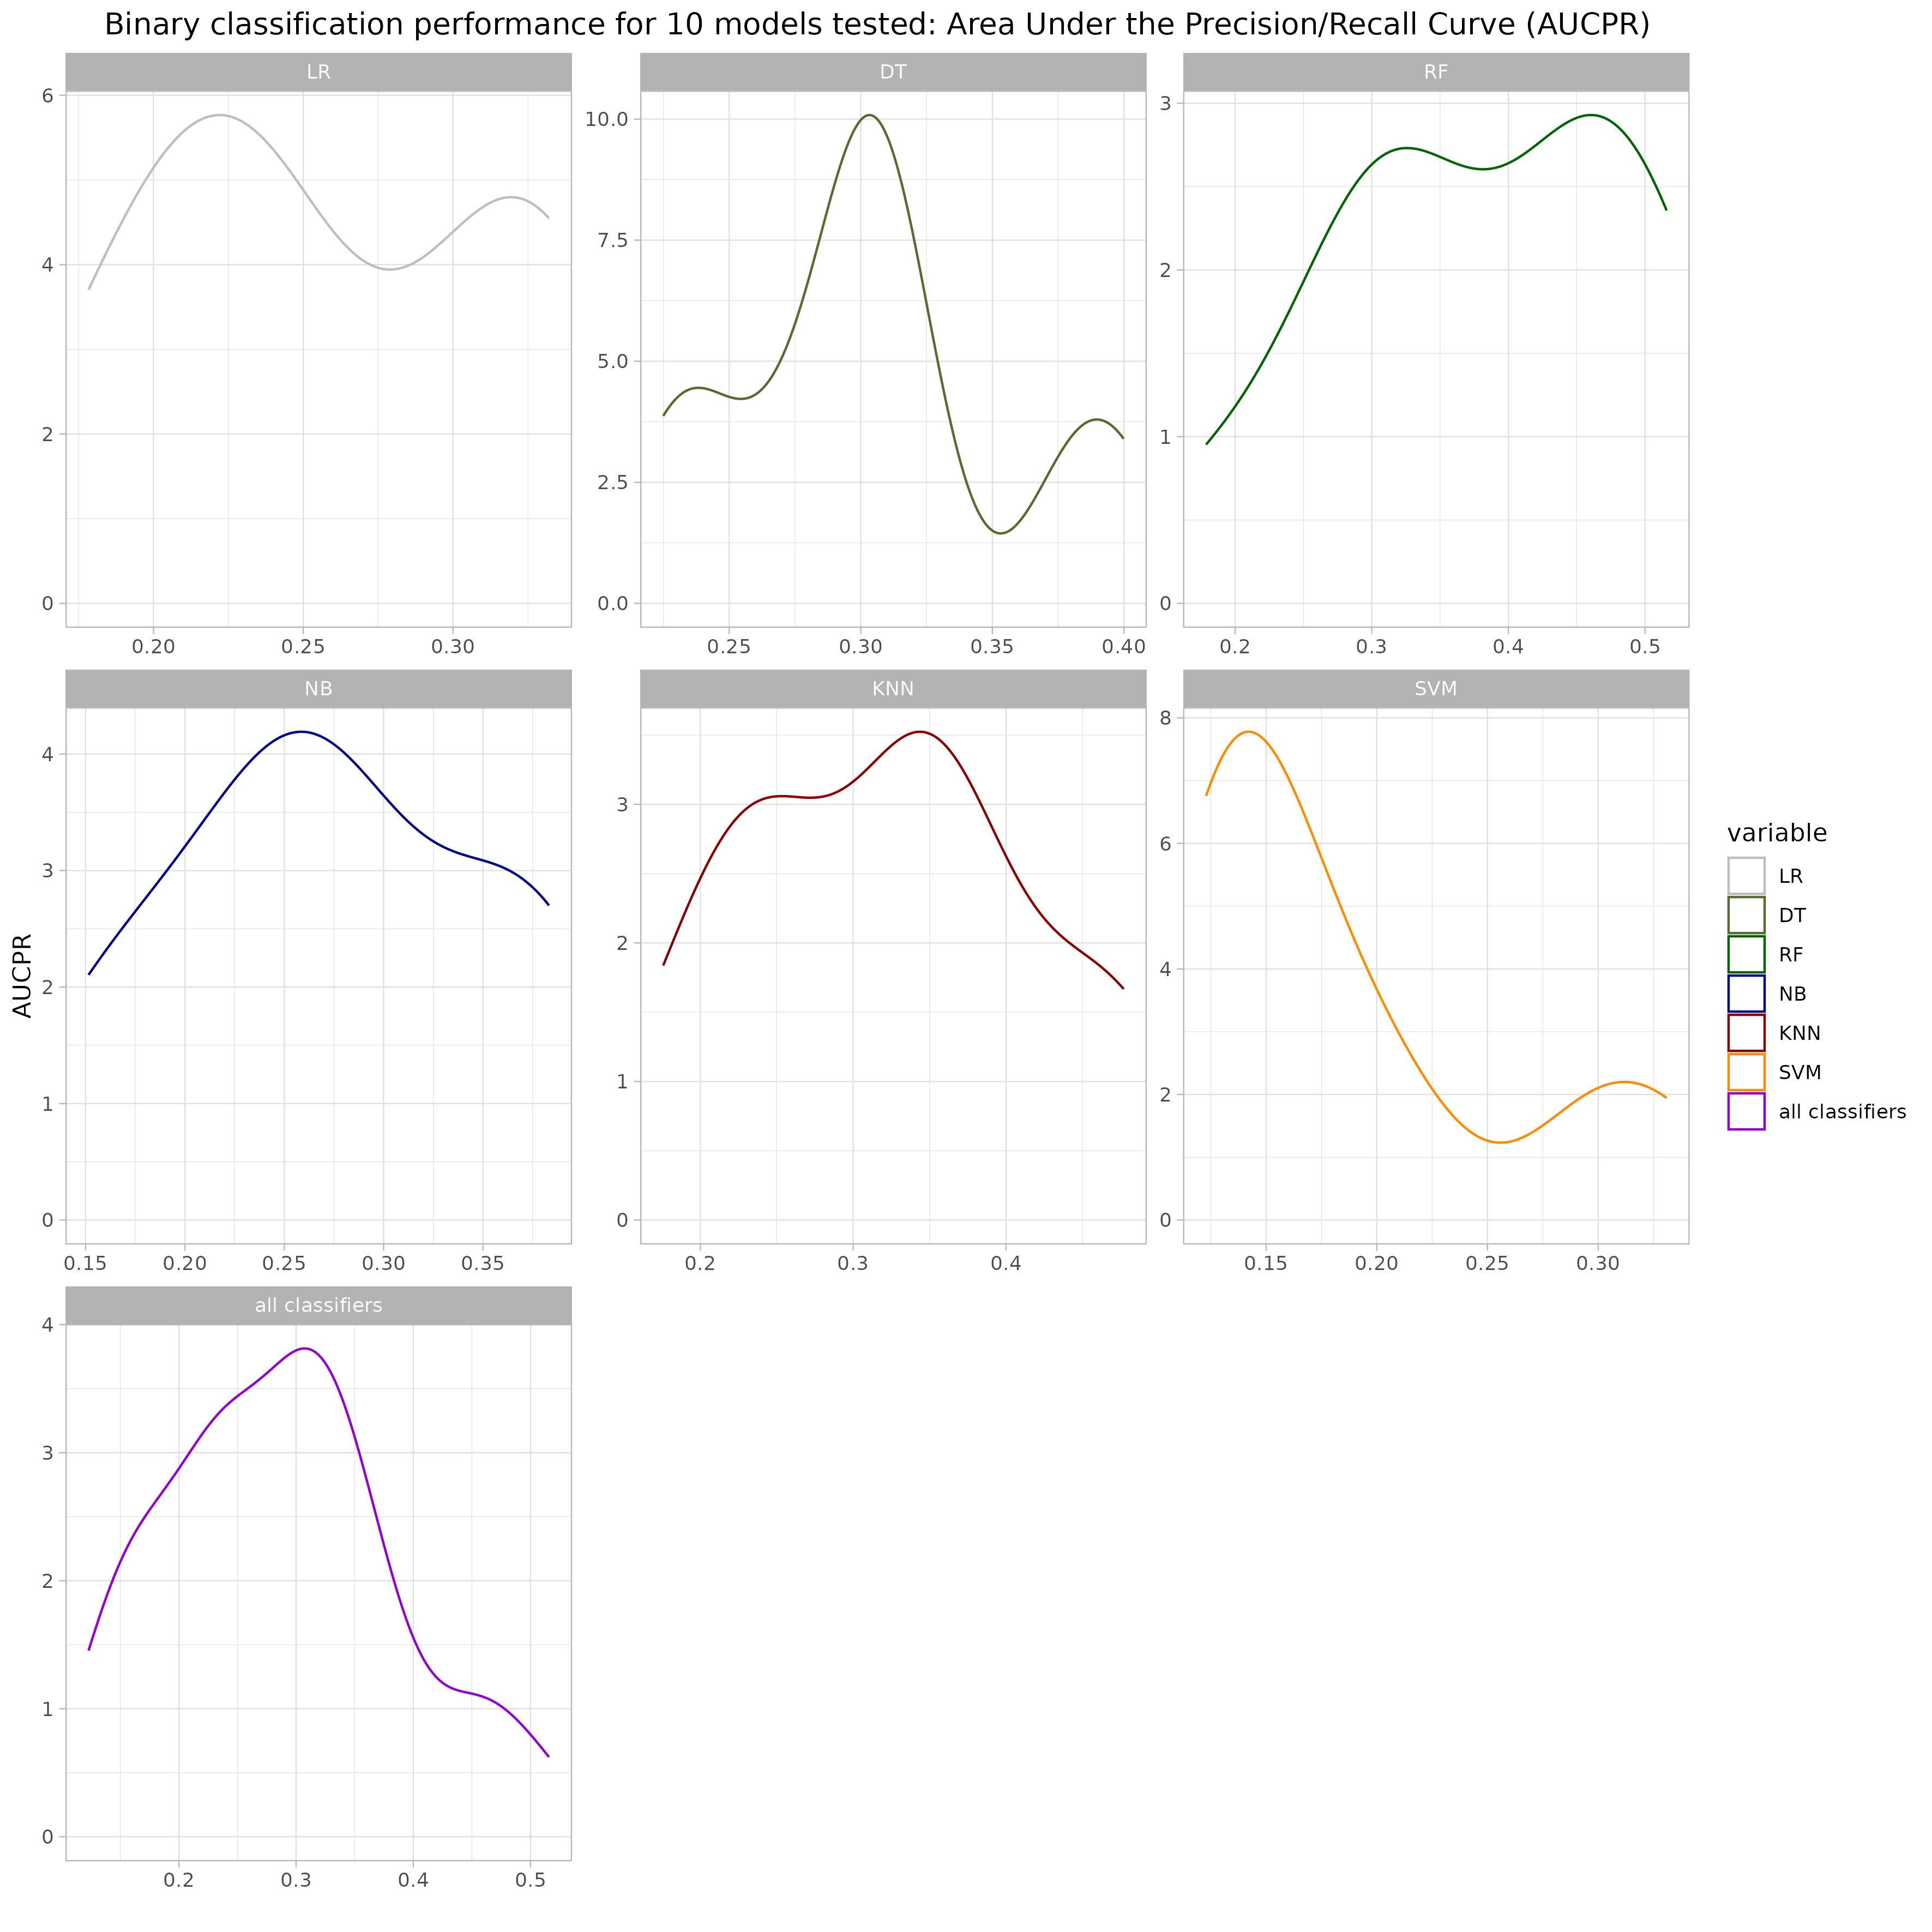 Binary classification performance for 10 models tested: Area Under the Precision/Recall Curve (AUCPR)
LR
6
4
2
0
0.20 0.25 0.30
DT
10.0
7.5
5.0
2.5
0.0
0.25 0.30 0.35 0.40
RF
3
2
1
0
0.2 0.3 0.4 0.5
NB
4
3
2
1
0
0.15 0.20 0.25 0.30 0.35
KNN
3
2
1
0
0.2 0.3 0.4
SVM
8
6
4
2
0
0.15 0.20 0.25 0.30
all classifiers
4
3
2
1
0
0.2 0.3 0.4 0.5
AUCPR
variable
LR
DT
RF
NB
KNN
SVM
all classifiers